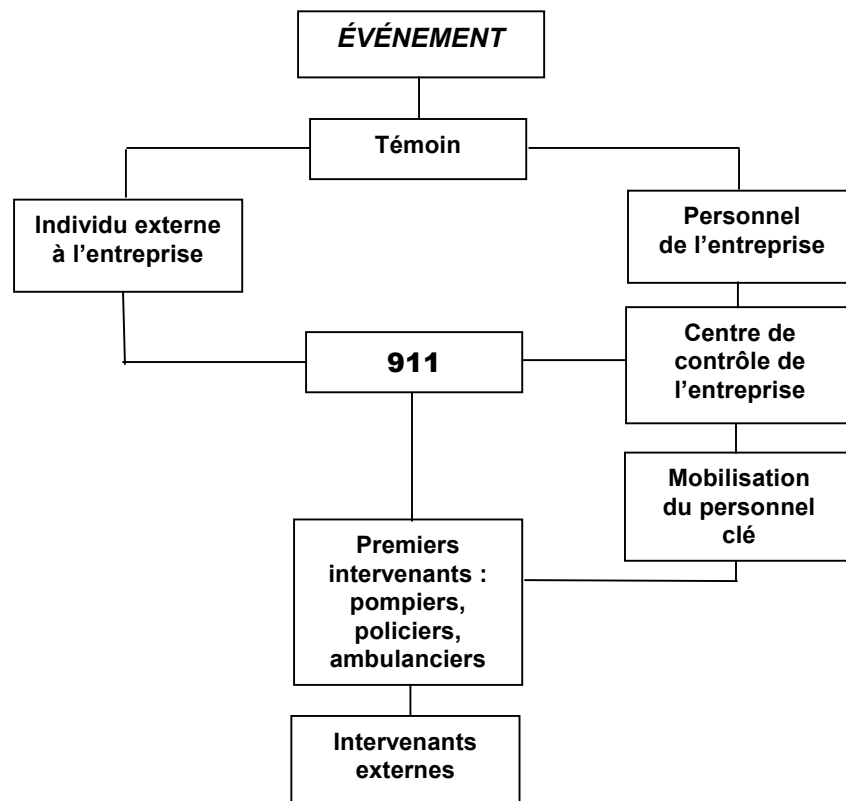 ÉVÉNEMENT
Témoin
Individu externe
à l’entreprise
Personnel
de l’entreprise
911
Centre de
contrôle de
l’entreprise
Mobilisation
du personnel
clé
Premiers
intervenants :
pompiers,
policiers,
ambulanciers
Intervenants
externes